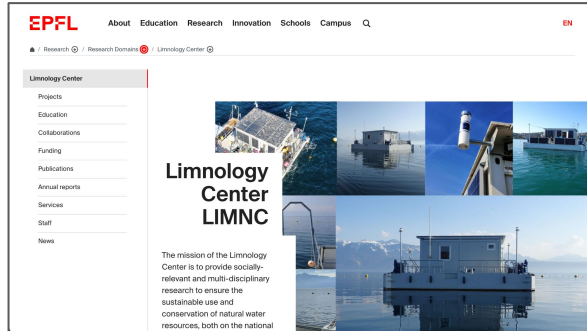 EPFL About Education Research Innovation Schools Campus EN
/ Research / Research Domains / Limnology Center
Limnology Center
Projects
Education
Collaborations
Funding
Publications
Annual reports
Services
Staff
News
Limnology
Center
LIMNC
The mission of the Limnology
Center is to provide socially-
relevant and multi-disciplinary
research to ensure the
sustainable use and
conservation of natural water
resources, both on the national